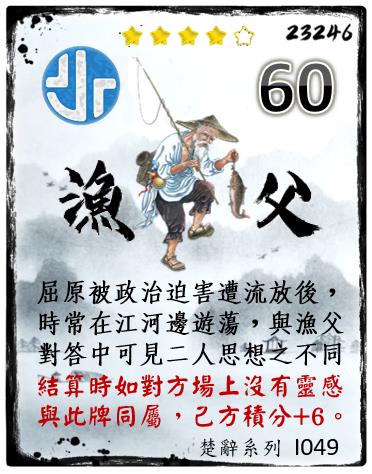 23246
60
漁父
屈原被政治迫害遭流放後，
時常在江河邊遊蕩，與漁父
對答中可見二人思想之不同
結算時如對方場上沒有靈感
與此牌同屬，己方積分+6。
楚辭系列 I049